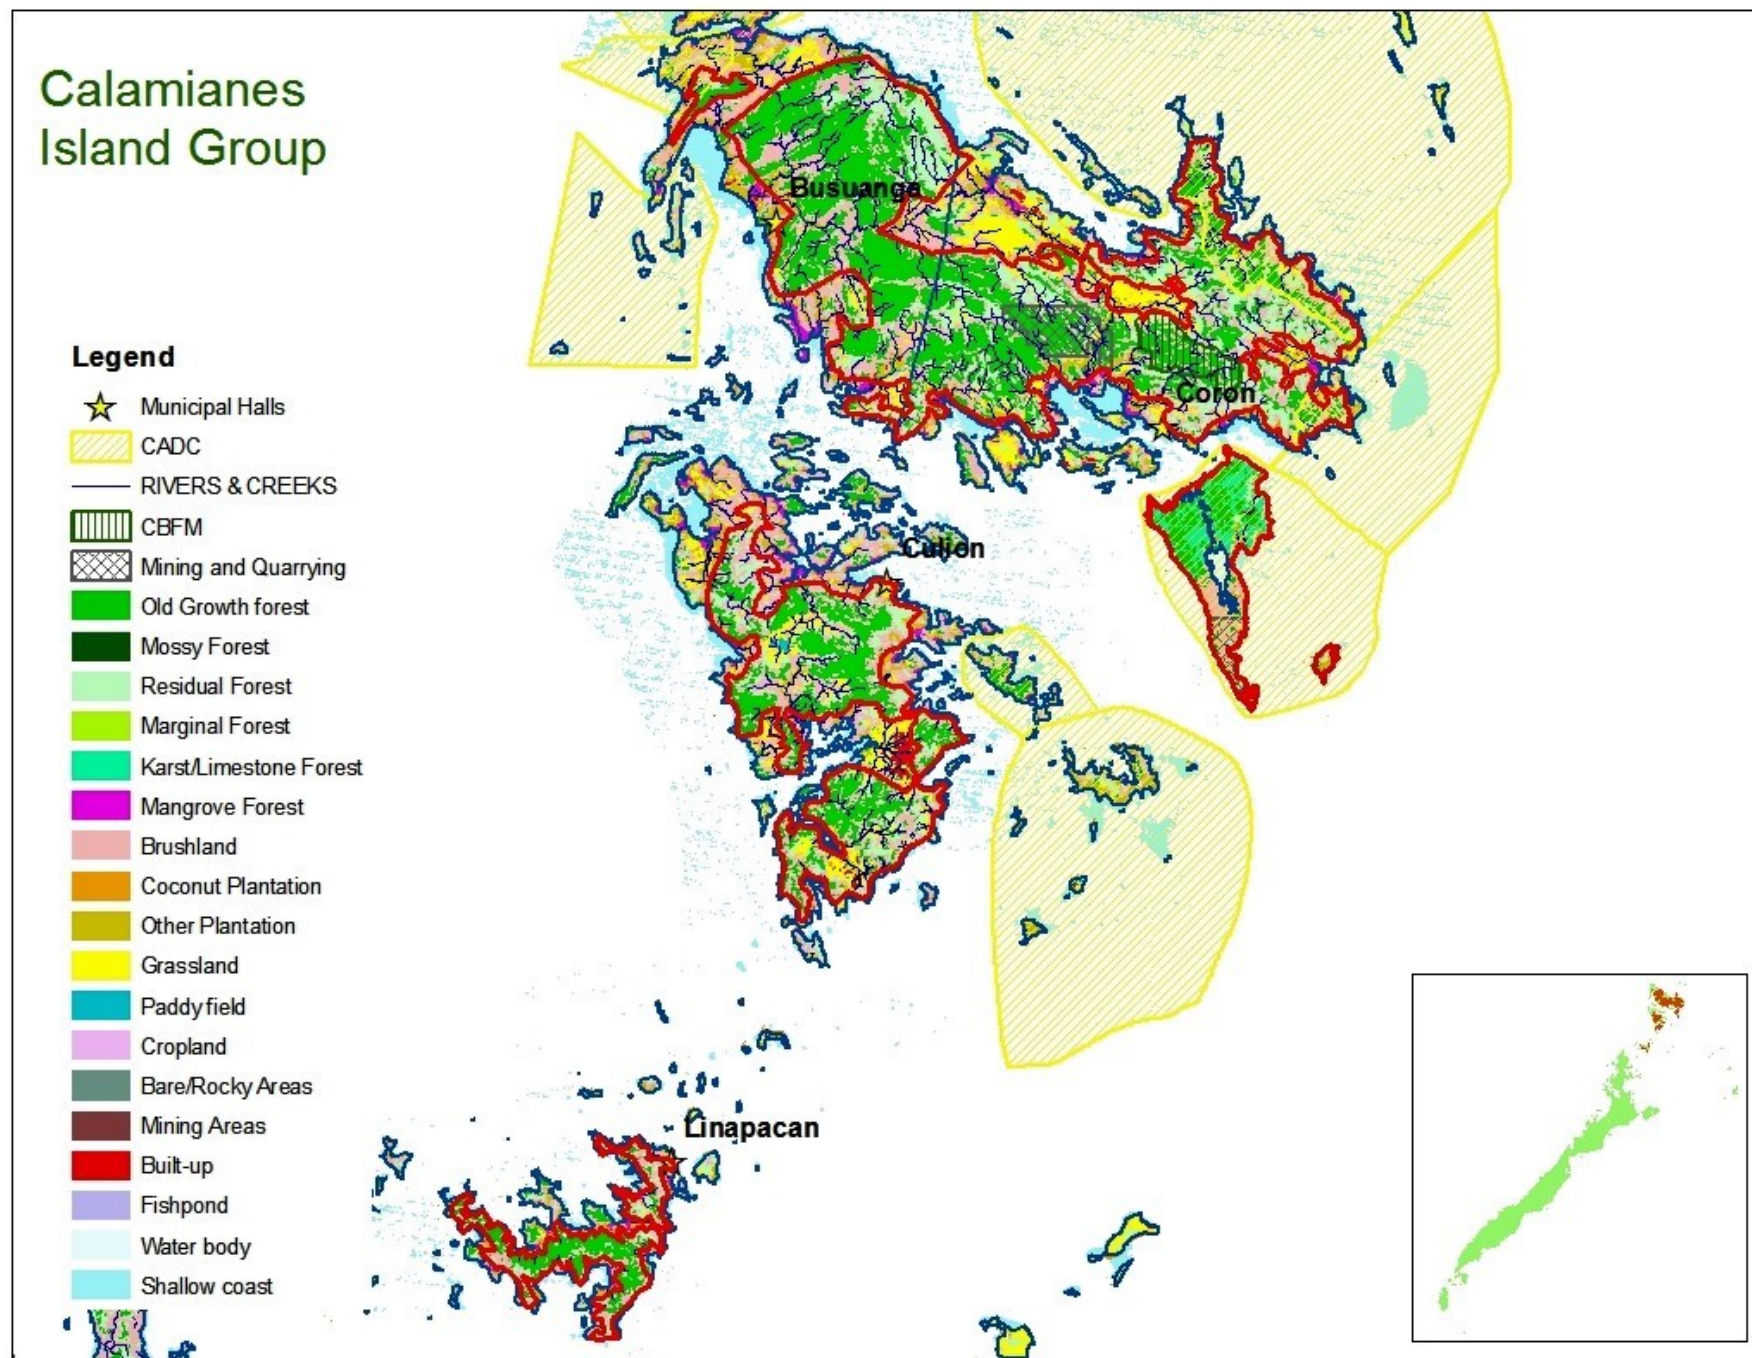 Calamianes
Island Group
Busuanga
Coron
Culion
Linapacan
Legend
Municipal Halls
CADC
RIVERS & CREEKS
CBFM
Mining and Quarrying
Old Growth forest
Mossy Forest
Residual Forest
Marginal Forest
Karst/Limestone Forest
Mangrove Forest
Brushland
Coconut Plantation
Other Plantation
Grassland
Paddy field
Cropland
Bare/Rocky Areas
Mining Areas
Built-up
Fishpond
Water body
Shallow coast